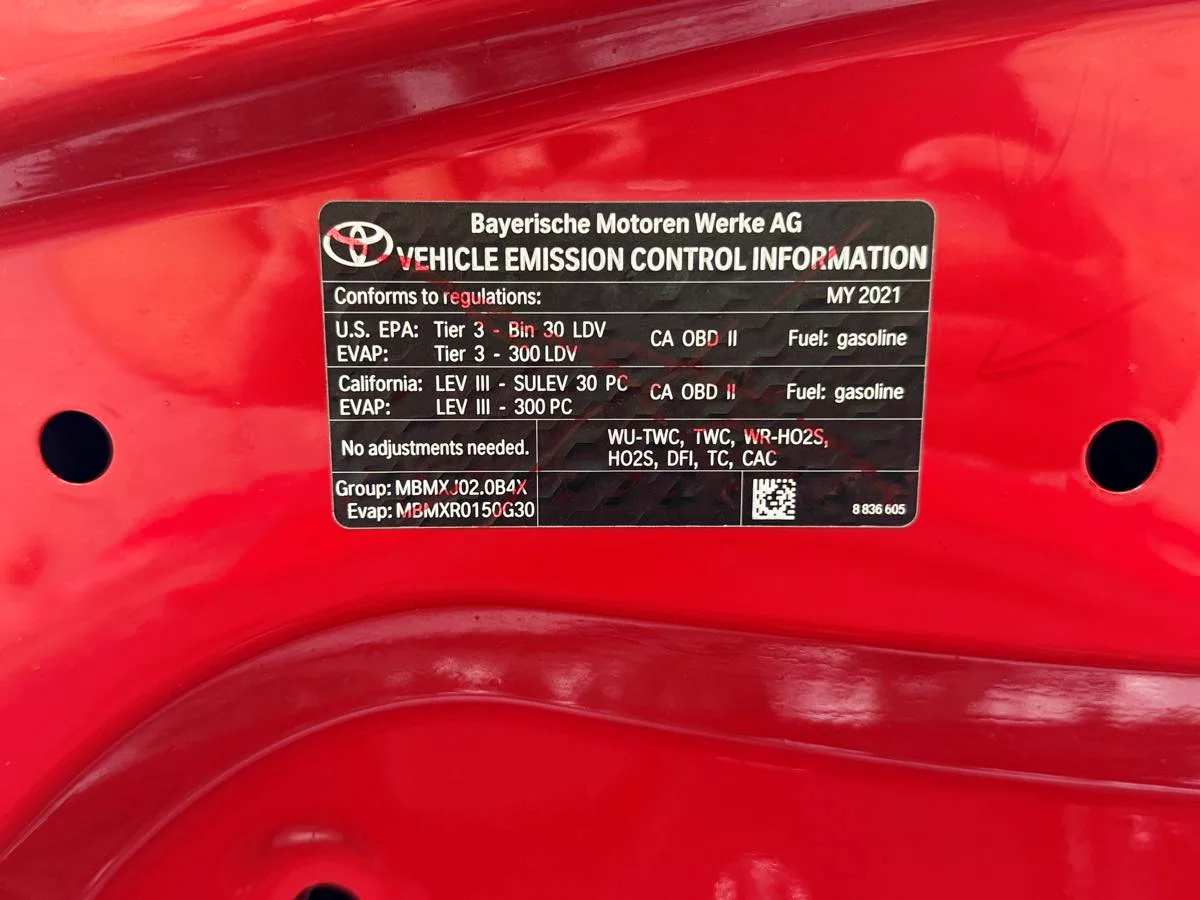 Bayerische Motoren Werke AG
VEHICLE EMISSION CONTROL INFORMATION
Conforms to regulations: MY 2021
U.S. EPA: Tier 3 - Bin 30 LDV CA OBD II Fuel: gasoline
EVAP: Tier 3 - 300 LDV
California: LEV III - SULEV 30 PC CA OBD II Fuel: gasoline
EVAP: LEV III - 300 PC
No adjustments needed. WU-TWC, TWC, WR-HO2S,
HO2S, DFI, TC, CAC
Group: MBMXJ02.0B4X
Evap: MBMXR0150G30
8 836 605